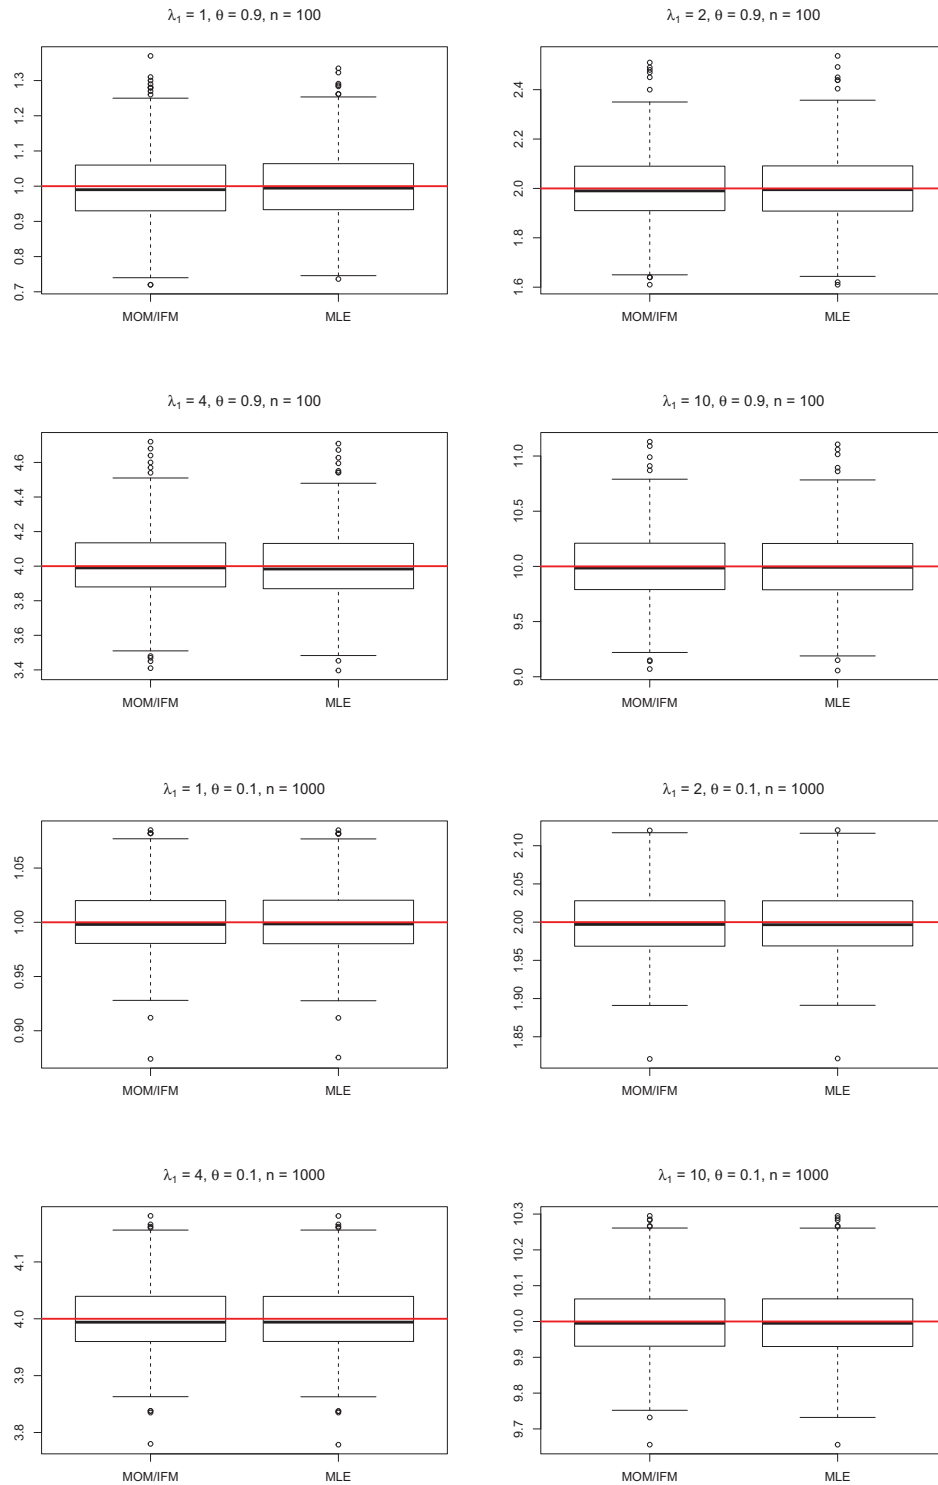 λ1 = 1, θ = 0.9, n = 100
1.3
1.2
1.1
1.0
0.9
0.8
0.7
MOM/IFM MLE
λ1 = 2, θ = 0.9, n = 100
2.4
2.2
2.0
1.8
1.6
MOM/IFM MLE
λ1 = 4, θ = 0.9, n = 100
4.6
4.4
4.2
4.0
3.8
3.6
3.4
MOM/IFM MLE
λ1 = 10, θ = 0.9, n = 100
11.0
10.5
10.0
9.5
9.0
MOM/IFM MLE
λ1 = 1, θ = 0.1, n = 1000
1.05
1.00
0.95
0.90
MOM/IFM MLE
λ1 = 2, θ = 0.1, n = 1000
2.10
2.05
2.00
1.95
1.90
1.85
MOM/IFM MLE
λ1 = 4, θ = 0.1, n = 1000
4.1
4.0
3.9
3.8
MOM/IFM MLE
λ1 = 10, θ = 0.1, n = 1000
10.3
10.2
10.1
10.0
9.9
9.8
9.7
MOM/IFM MLE